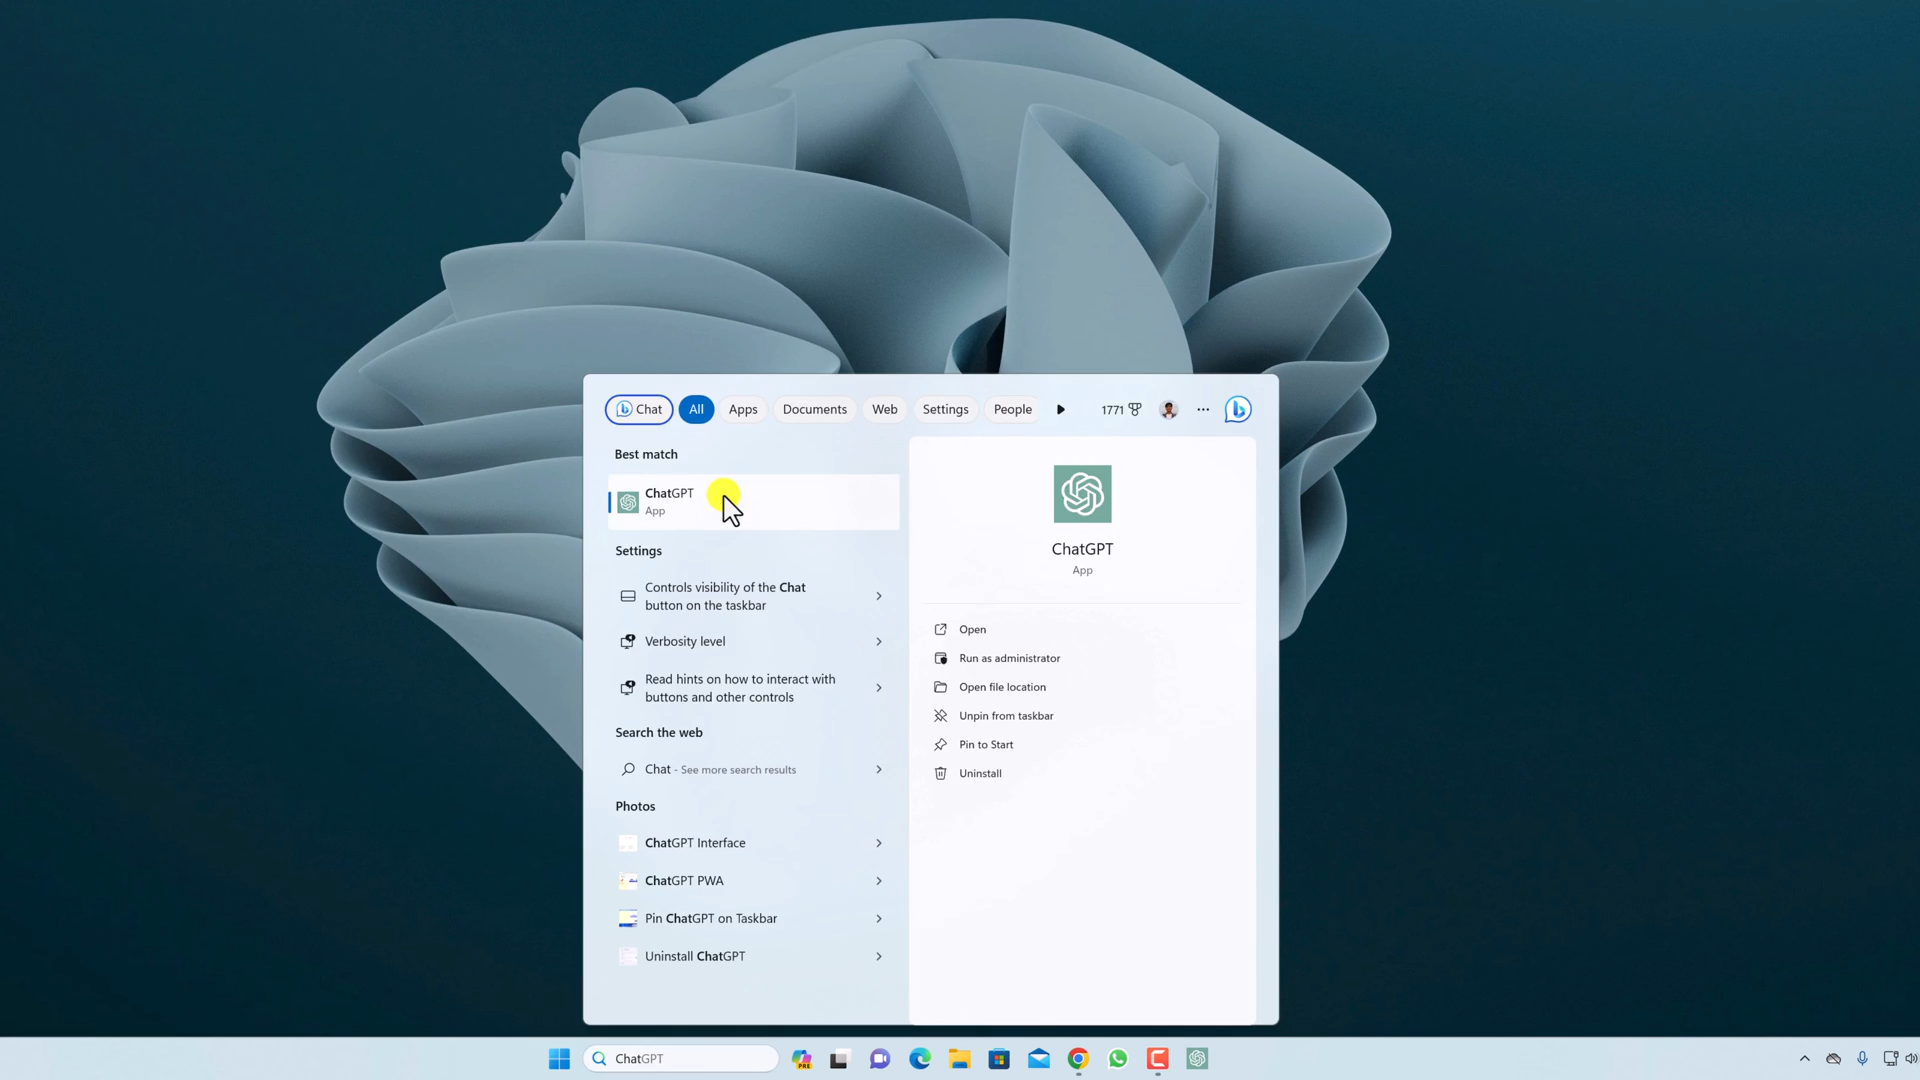 Chat
All
Apps
Documents
Web
Settings
People
1771
Best match
ChatGPT
App
Settings
Controls visibility of the Chat
button on the taskbar
Verbosity level
Read hints on how to interact with
buttons and other controls
Search the web
Chat - See more search results
Photos
ChatGPT Interface
ChatGPT PWA
Pin ChatGPT on Taskbar
Uninstall ChatGPT
ChatGPT
App
Open
Run as administrator
Open file location
Unpin from taskbar
Pin to Start
Uninstall
ChatGPT
PRE